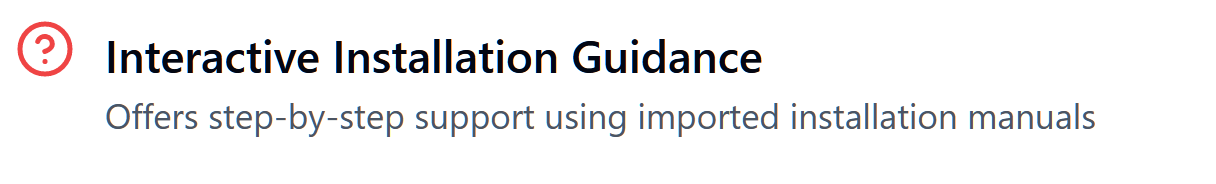 Interactive Installation Guidance
Offers step-by-step support using imported installation manuals